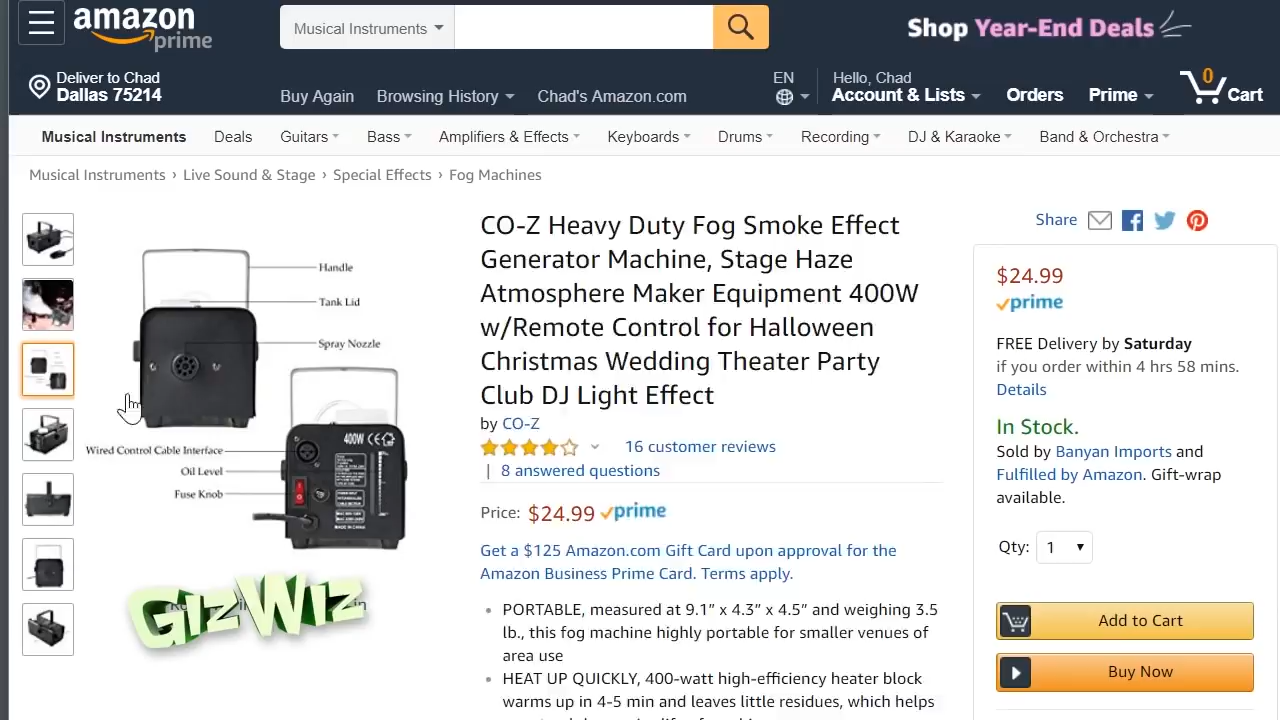 amazon
prime
Musical Instruments
Shop Year-End Deals
Deliver to Chad
Dallas 75214
Buy Again
Browsing History
Chad's Amazon.com
EN
Hello, Chad
Account & Lists
Orders
Prime
0
Cart
Musical Instruments
Deals
Guitars
Bass
Amplifiers & Effects
Keyboards
Drums
Recording
DJ & Karaoke
Band & Orchestra
Musical Instruments › Live Sound & Stage › Special Effects › Fog Machines
Handle
Tank Lid
Spray Nozzle
Wired Control Cable Interface
Oil Level
Fuse Knob
400W
MADE IN CHINA
GizWiz
CO-Z Heavy Duty Fog Smoke Effect
Generator Machine, Stage Haze
Atmosphere Maker Equipment 400W
w/Remote Control for Halloween
Christmas Wedding Theater Party
Club DJ Light Effect
by CO-Z
16 customer reviews
| 8 answered questions
Price: $24.99 prime
Get a $125 Amazon.com Gift Card upon approval for the
Amazon Business Prime Card. Terms apply.
• PORTABLE, measured at 9.1” x 4.3” x 4.5” and weighing 3.5
lb., this fog machine highly portable for smaller venues of
area use
• HEAT UP QUICKLY, 400-watt high-efficiency heater block
warms up in 4-5 min and leaves little residues, which helps
Share
$24.99
prime
FREE Delivery by Saturday
if you order within 4 hrs 58 mins.
Details
In Stock.
Sold by Banyan Imports and
Fulfilled by Amazon. Gift-wrap
available.
Qty: 1
Add to Cart
Buy Now